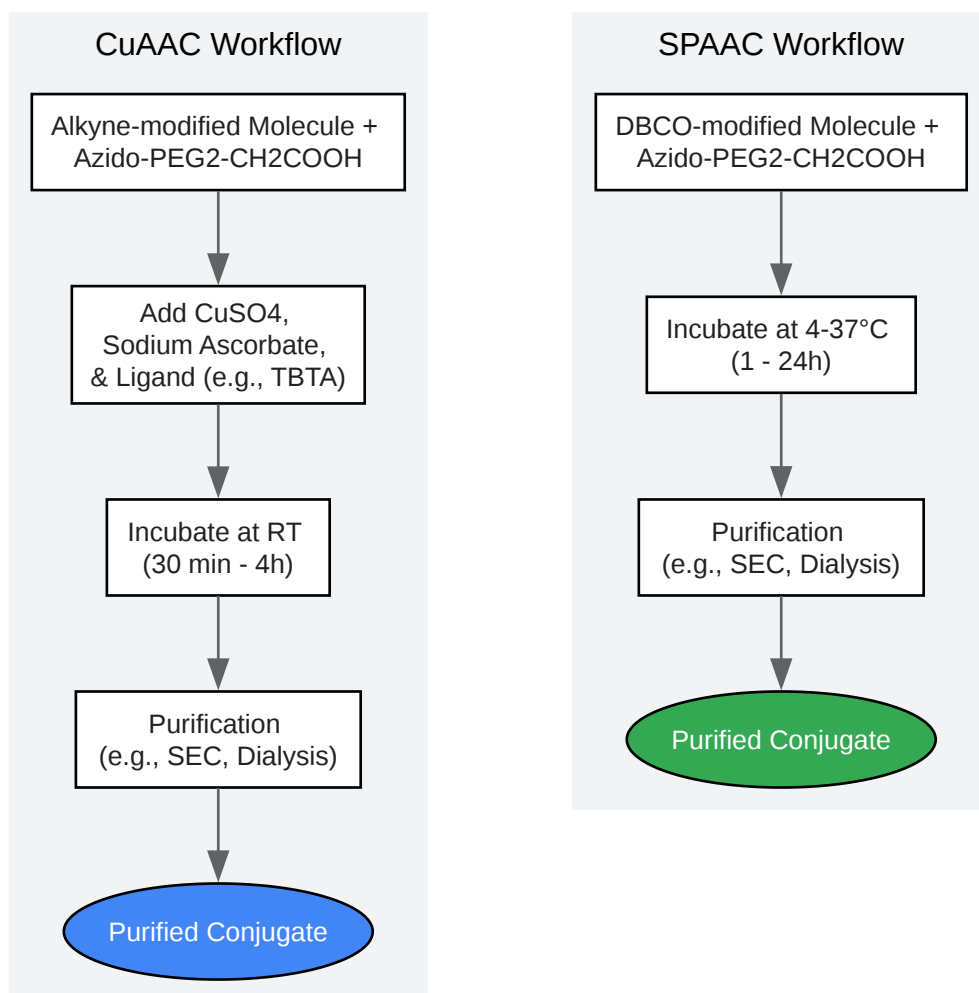 CuAAC Workflow
Alkyne-modified Molecule +
Azido-PEG2-CH2COOH
Add CuSO4,
Sodium Ascorbate,
& Ligand (e.g., TBTA)
Incubate at RT
(30 min - 4h)
Purification
(e.g., SEC, Dialysis)
Purified Conjugate
SPAAC Workflow
DBCO-modified Molecule +
Azido-PEG2-CH2COOH
Incubate at 4-37°C
(1 - 24h)
Purification
(e.g., SEC, Dialysis)
Purified Conjugate